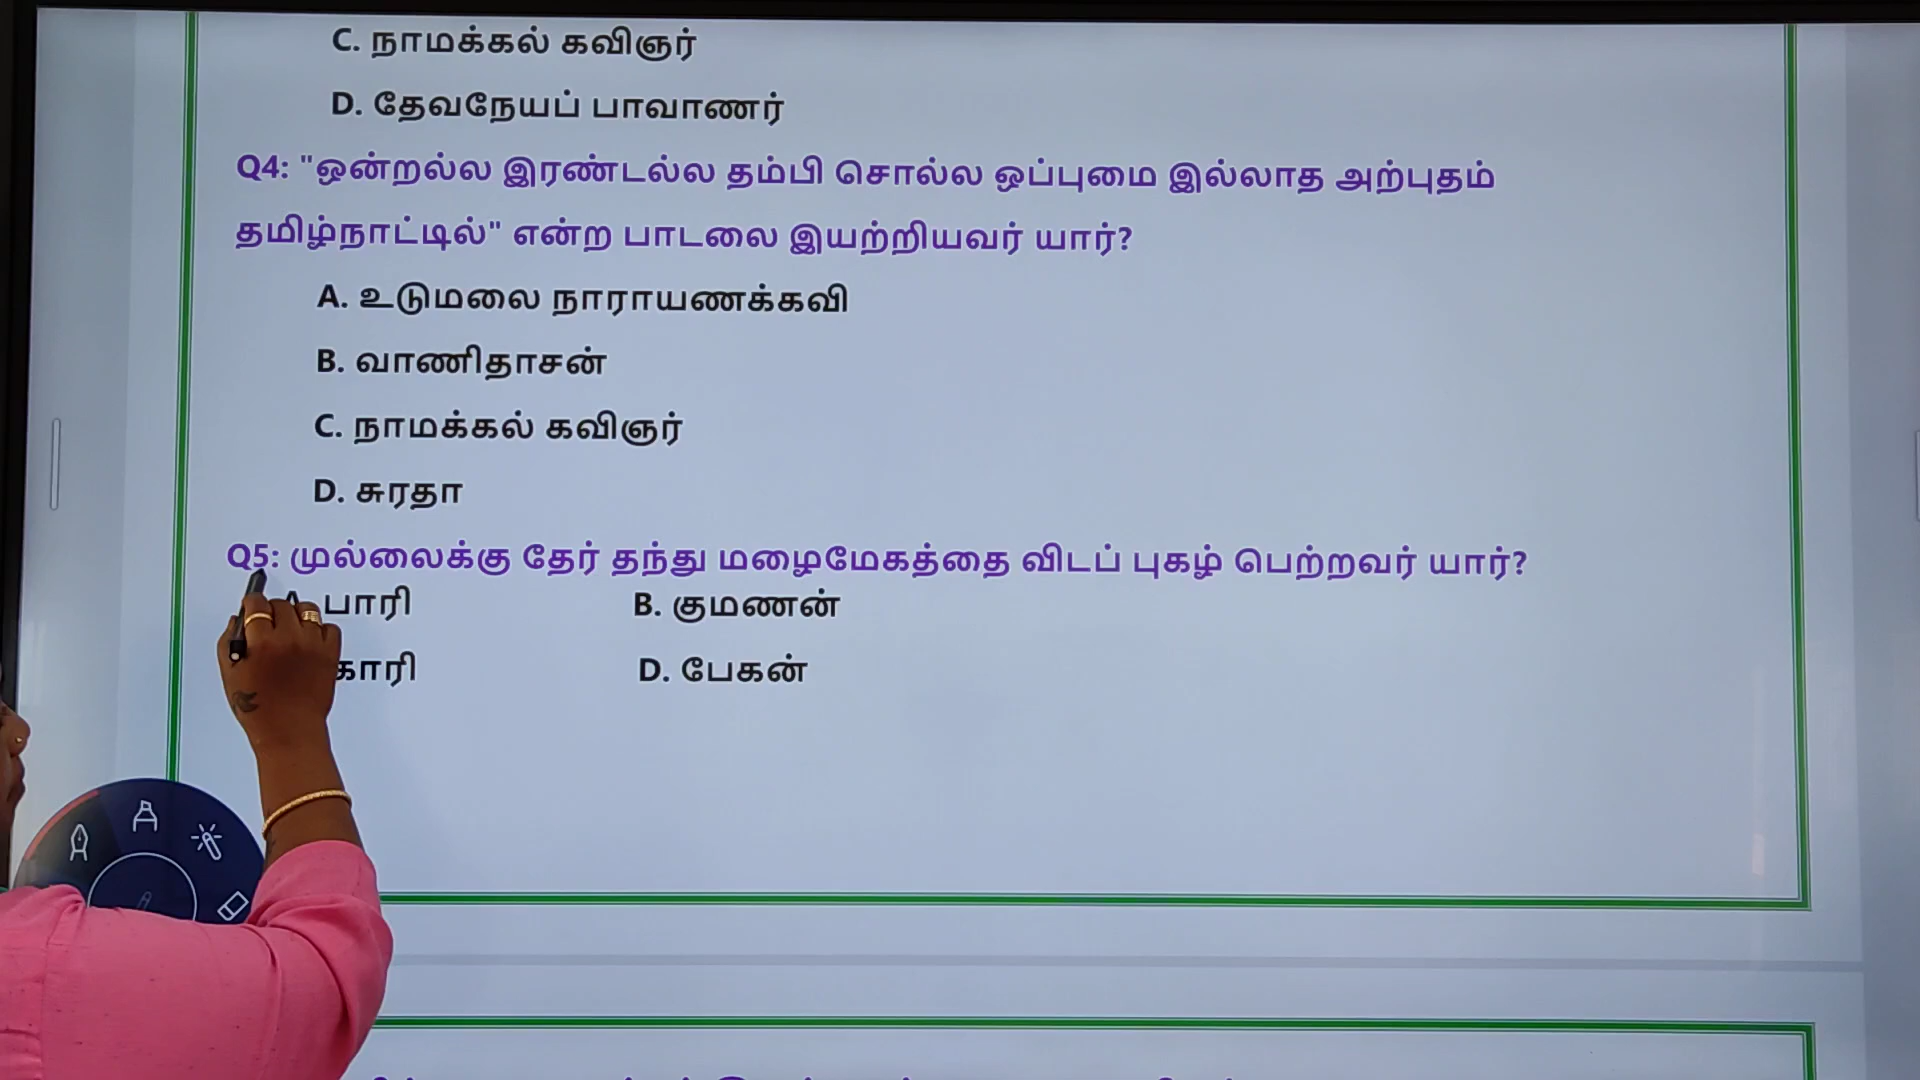 C. நாமக்கல் கவிஞர்
D. தேவநேயப் பாவாணர்
Q4: "ஒன்றல்ல இரண்டல்ல தம்பி சொல்ல ஒப்புமை இல்லாத அற்புதம்
தமிழ்நாட்டில்" என்ற பாடலை இயற்றியவர் யார்?
A. உடுமலை நாராயணக்கவி
B. வாணிதாசன்
C. நாமக்கல் கவிஞர்
D. சுரதா
Q5: முல்லைக்கு தேர் தந்து மழைமேகத்தை விடப் புகழ் பெற்றவர் யார்?
A. பாரி B. குமணன்
காரி D. பேகன்